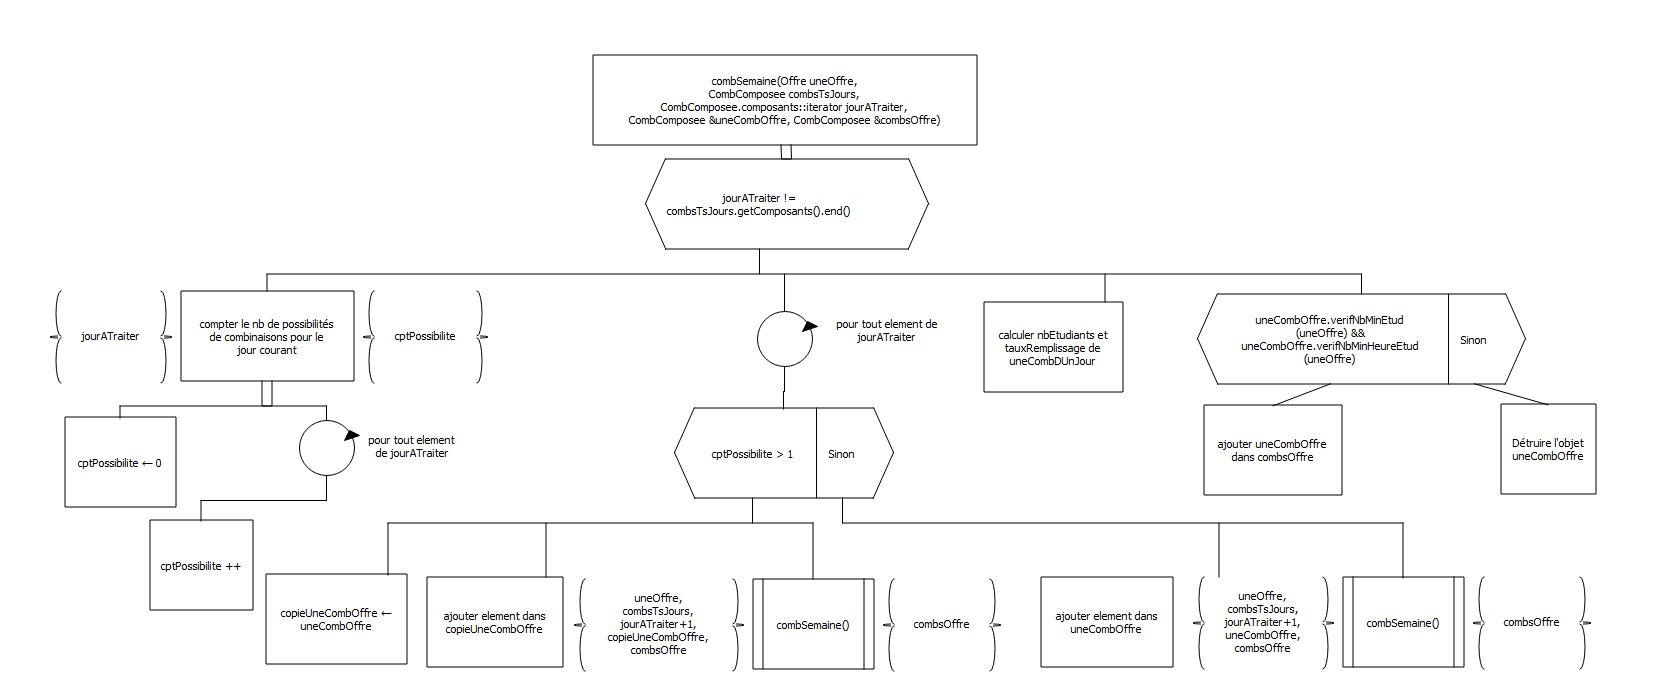 combSemaine(Offre uneOffre,
CombComposee combsTsJours,
CombComposee.composants::iterator jourATraiter,
CombComposee &uneCombOffre, CombComposee &combsOffre)
jourATraiter !=
combsTsJours.getComposants().end()
jourATraiter
compter le nb de possibilités
de combinaisons pour le
jour courant
cptPossibilite
pour tout element de
jourATraiter
calculer nbEtudiants et
tauxRemplissage de
uneCombDUnJour
uneCombOffre.verifNbMinEtud
(uneOffre) &&
uneCombOffre.verifNbMinHeureEtud
(uneOffre)
Sinon
cptPossibilite ← 0
pour tout element
de jourATraiter
cptPossibilite > 1
Sinon
ajouter uneCombOffre
dans combsOffre
Détruire l'objet
uneCombOffre
cptPossibilite ++
copieUneCombOffre ←
uneCombOffre
ajouter element dans
copieUneCombOffre
uneOffre,
combsTsJours,
jourATraiter+1,
copieUneCombOffre,
combsOffre
combSemaine()
combsOffre
ajouter element dans
uneCombOffre
uneOffre,
combsTsJours,
jourATraiter+1,
uneCombOffre,
combsOffre
combSemaine()
combsOffre